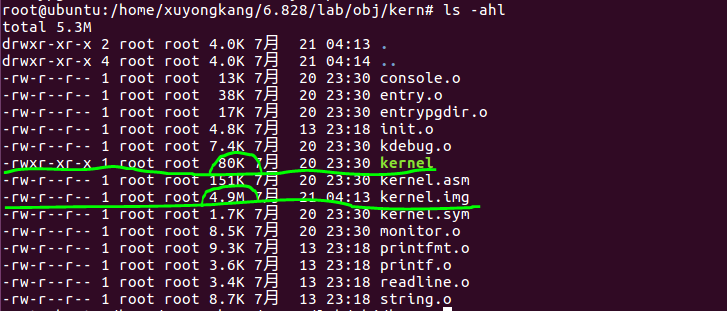 root@ubuntu:/home/xuyongkang/6.828/lab/obj/kern# ls -ahl
total 5.3M
drwxr-xr-x 2 root root 4.0K 7月 21 04:13 .
drwxr-xr-x 4 root root 4.0K 7月 21 04:14 ..
-rw-r--r-- 1 root root 13K 7月 20 23:30 console.o
-rw-r--r-- 1 root root 38K 7月 20 23:30 entry.o
-rw-r--r-- 1 root root 17K 7月 20 23:30 entrypgdir.o
-rw-r--r-- 1 root root 4.8K 7月 13 23:18 init.o
-rw-r--r-- 1 root root 7.4K 7月 20 23:30 kdebug.o
-rwxr-xr-x 1 root root 80K 7月 20 23:30 kernel
-rw-r--r-- 1 root root 151K 7月 20 23:30 kernel.asm
-rw-r--r-- 1 root root 4.9M 7月 21 04:13 kernel.img
-rw-r--r-- 1 root root 1.7K 7月 20 23:30 kernel.sym
-rw-r--r-- 1 root root 8.5K 7月 20 23:30 monitor.o
-rw-r--r-- 1 root root 9.3K 7月 13 23:18 printfmt.o
-rw-r--r-- 1 root root 3.6K 7月 13 23:18 printf.o
-rw-r--r-- 1 root root 3.4K 7月 13 23:18 readline.o
-rw-r--r-- 1 root root 8.7K 7月 13 23:18 string.o